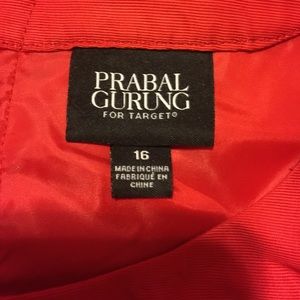 PRABAL
GURUNG
FOR TARGET®
16
MADE IN CHINA
FABRIQUÉ EN
CHINE